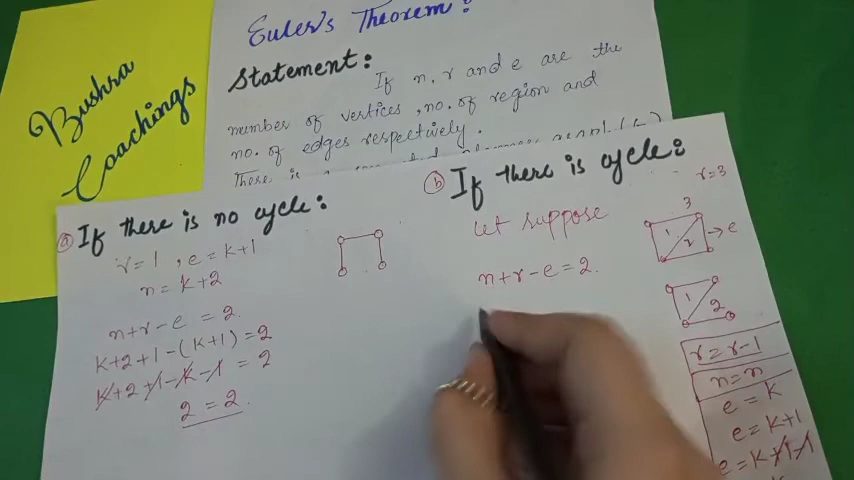 Bushra
Coachings
Euler's Theorem:
Statement:
If n, r and e are the
number of vertices, no. of region and
no. of edges respectively.
There is a
ⓐ If there is no cycle:
r=1, e=k+1
n=k+2
n+r-e=2.
k+2+1-(k+1)=2
k+2+1-k-1=2
2=2.
ⓑ If there is cycle:
Let suppose
n+r-e=2.
r=3
3
1
2
→e
1
2
r=r-1
n=n
e=k
e=k+1
e=k+1-1